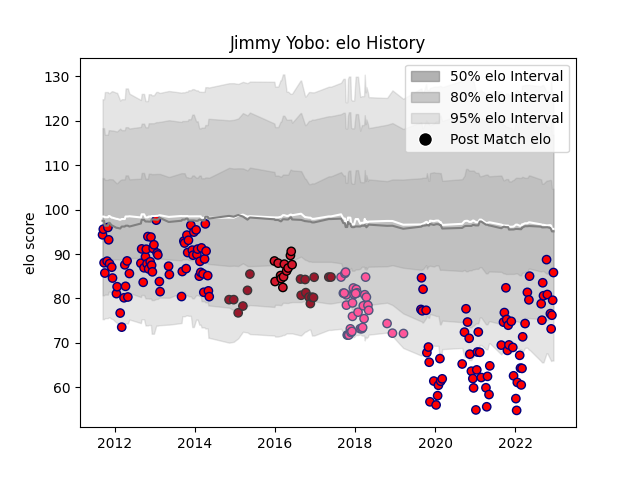 Jimmy Yobo: elo History
50% elo Interval
80% elo Interval
95% elo Interval
Post Match elo
elo score
130
120
110
100
90
80
70
60
2012
2014
2016
2018
2020
2022